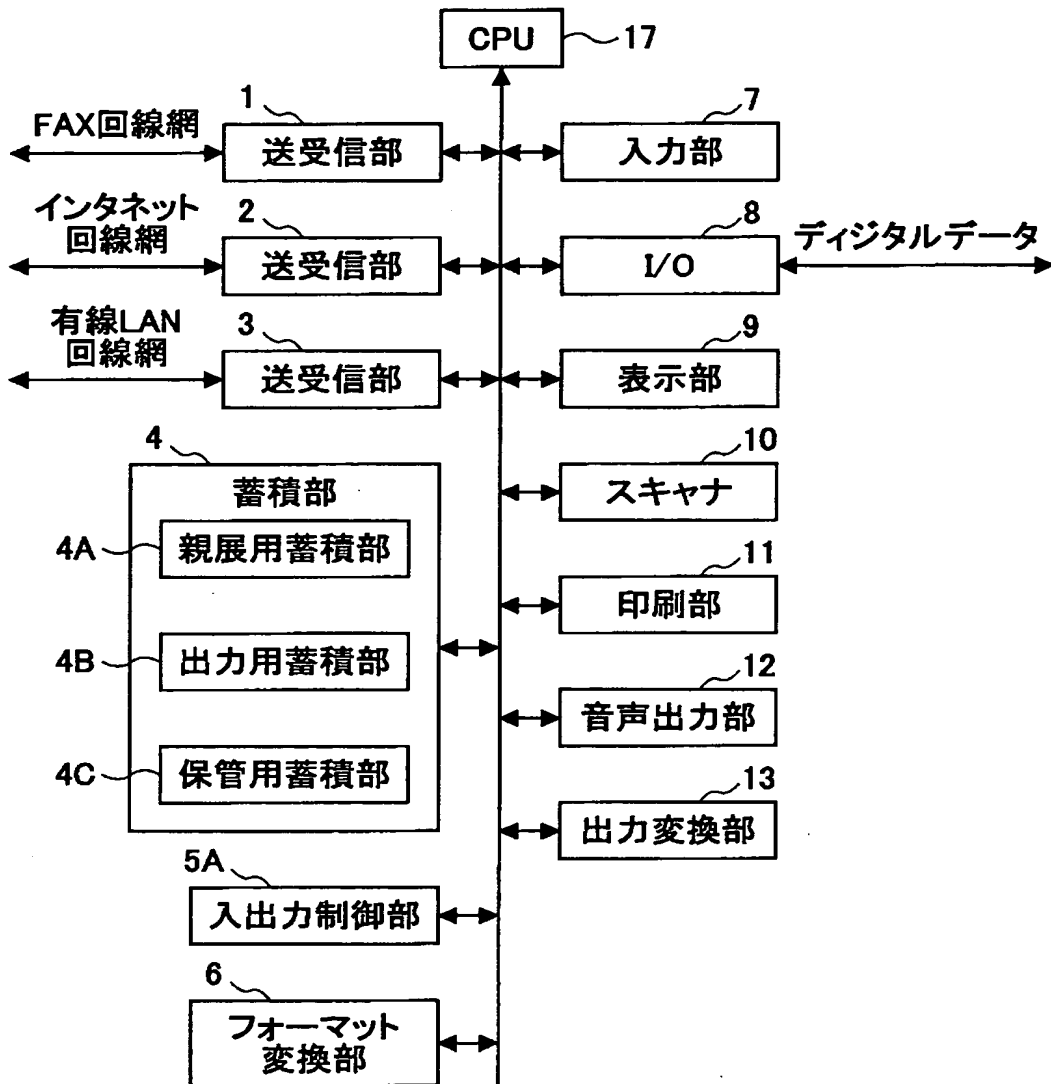 CPU
17
1
FAX回線網
送受信部
7
入力部
インタネット
回線網
2
送受信部
8
I/O
ディジタルデータ
有線LAN
回線網
3
送受信部
9
表示部
4
蓄積部
4A
親展用蓄積部
4B
出力用蓄積部
4C
保管用蓄積部
10
スキャナ
11
印刷部
12
音声出力部
13
出力変換部
5A
入出力制御部
6
フォーマット
変換部